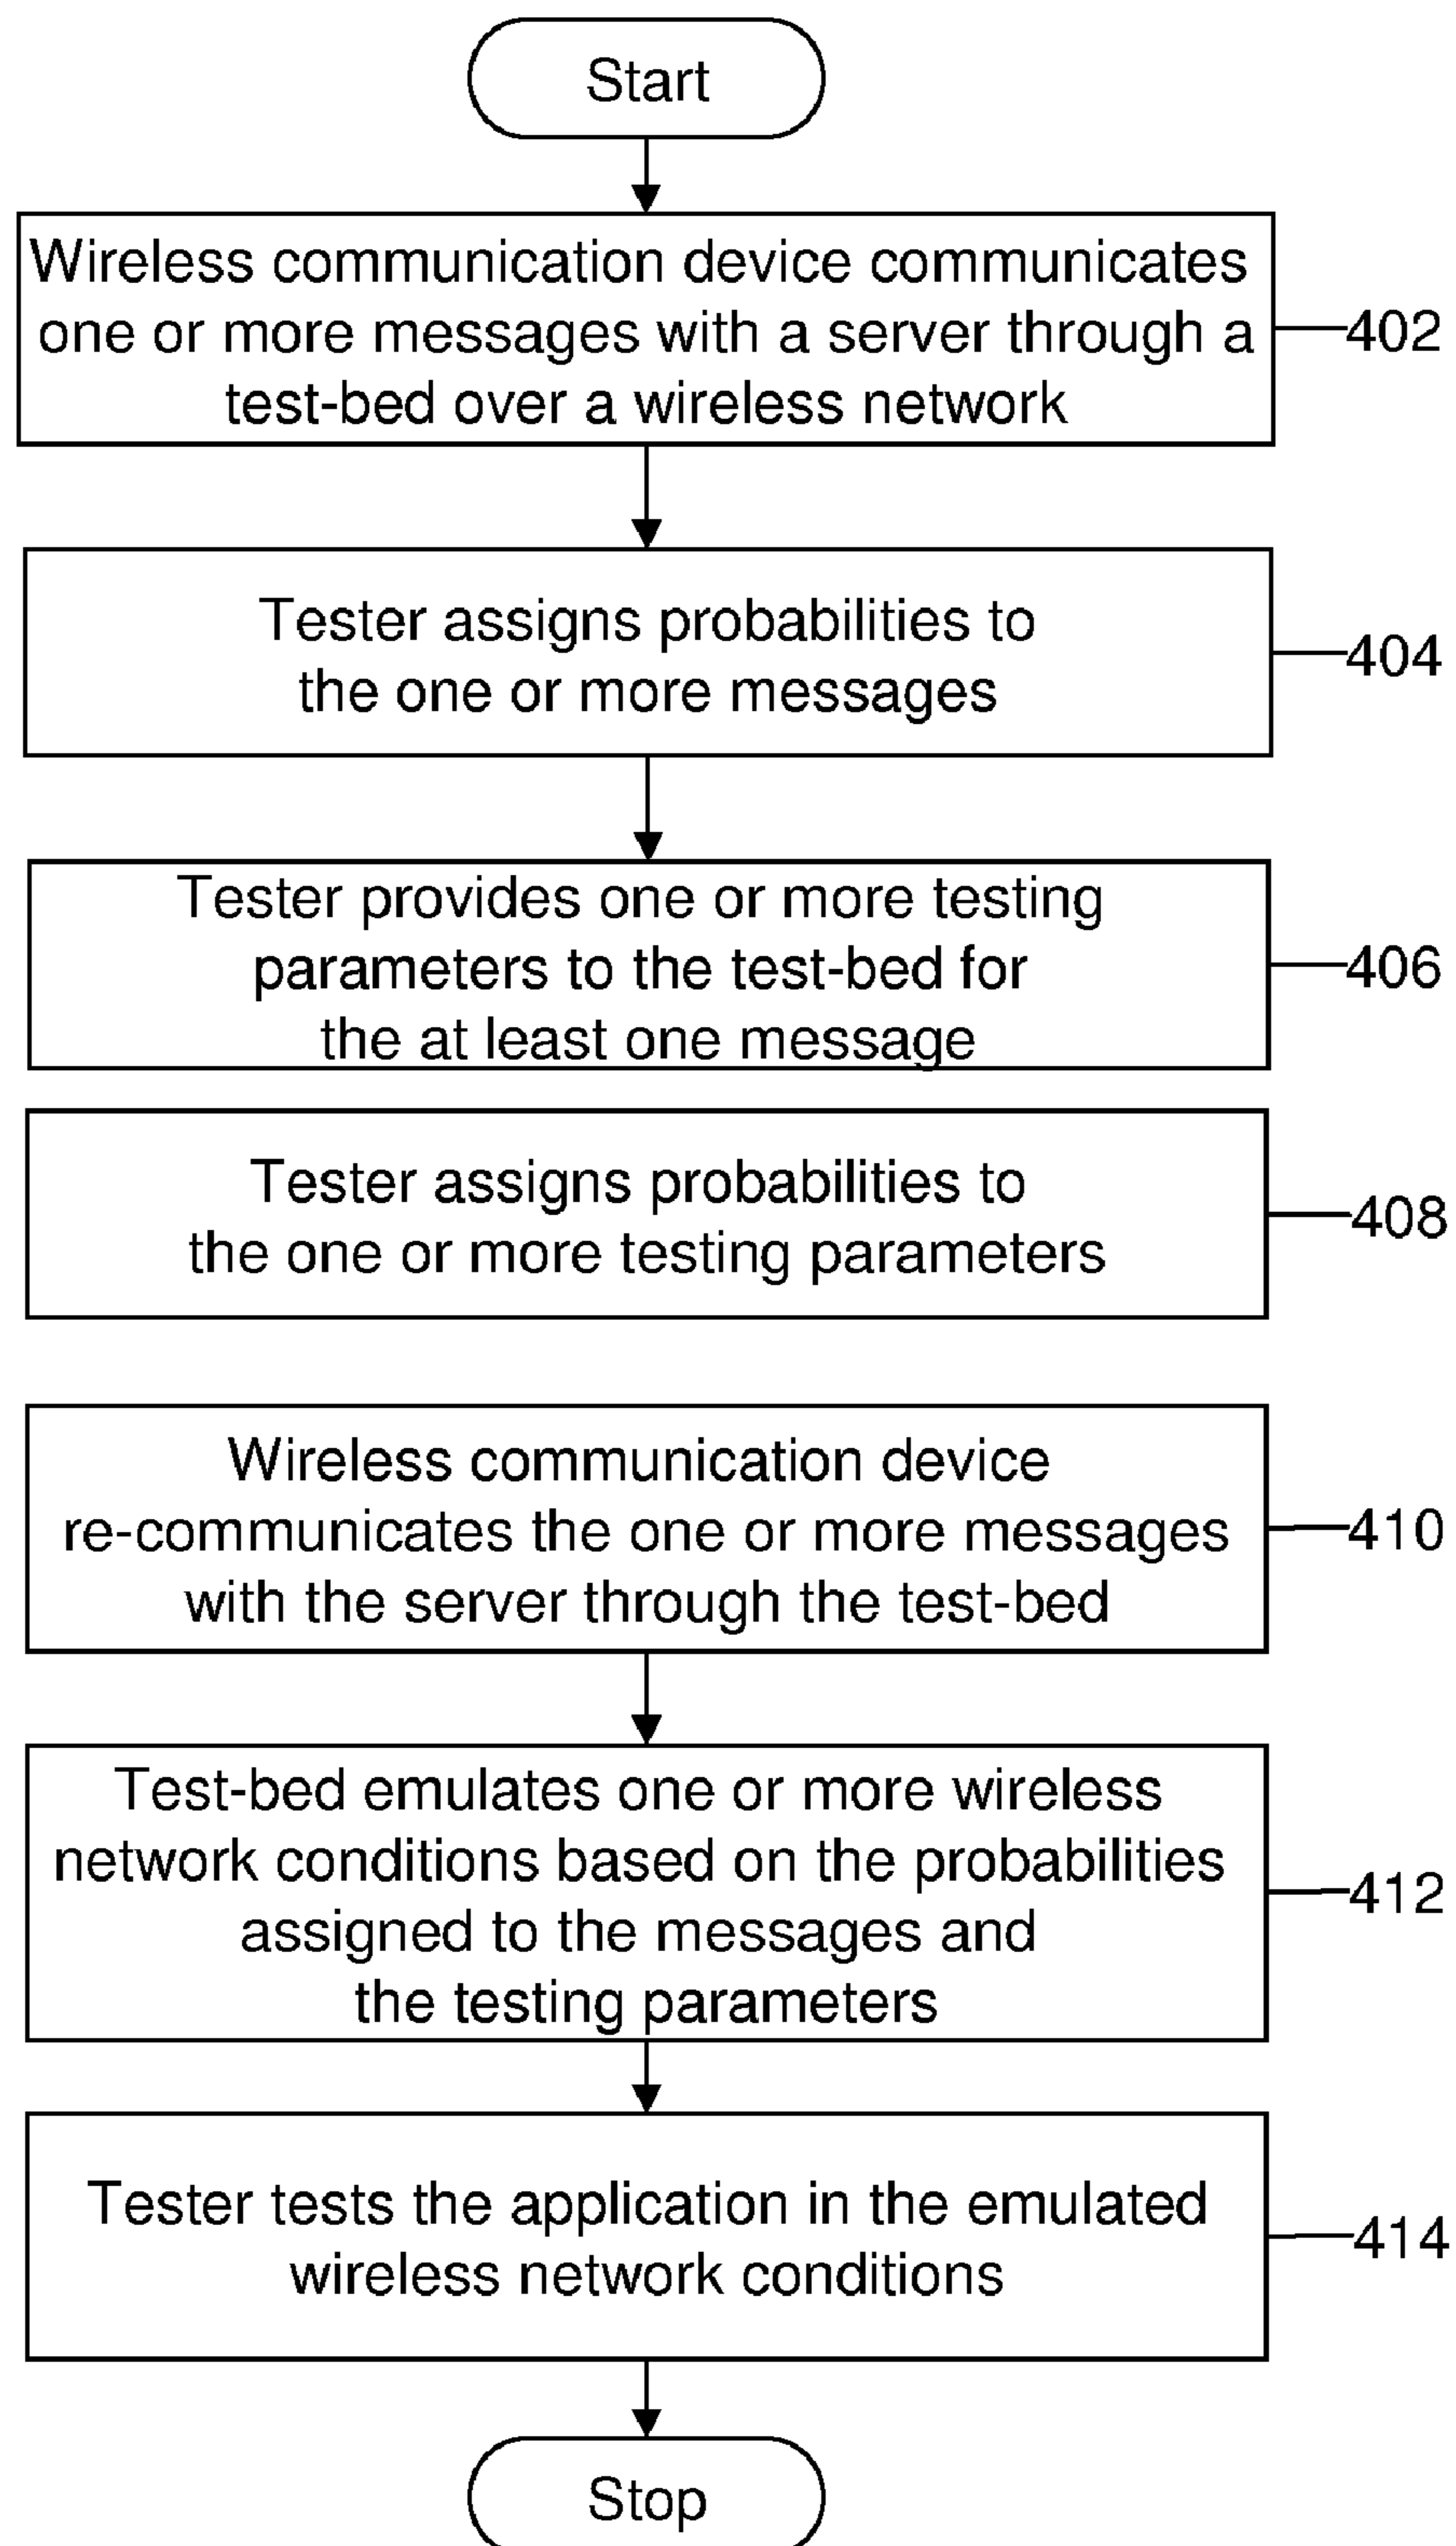 Start
Wireless communication device communicates
one or more messages with a server through a
test-bed over a wireless network
402
Tester assigns probabilities to
the one or more messages
404
Tester provides one or more testing
parameters to the test-bed for
the at least one message
406
Tester assigns probabilities to
the one or more testing parameters
408
Wireless communication device
re-communicates the one or more messages
with the server through the test-bed
410
Test-bed emulates one or more wireless
network conditions based on the probabilities
assigned to the messages and
the testing parameters
412
Tester tests the application in the emulated
wireless network conditions
414
Stop